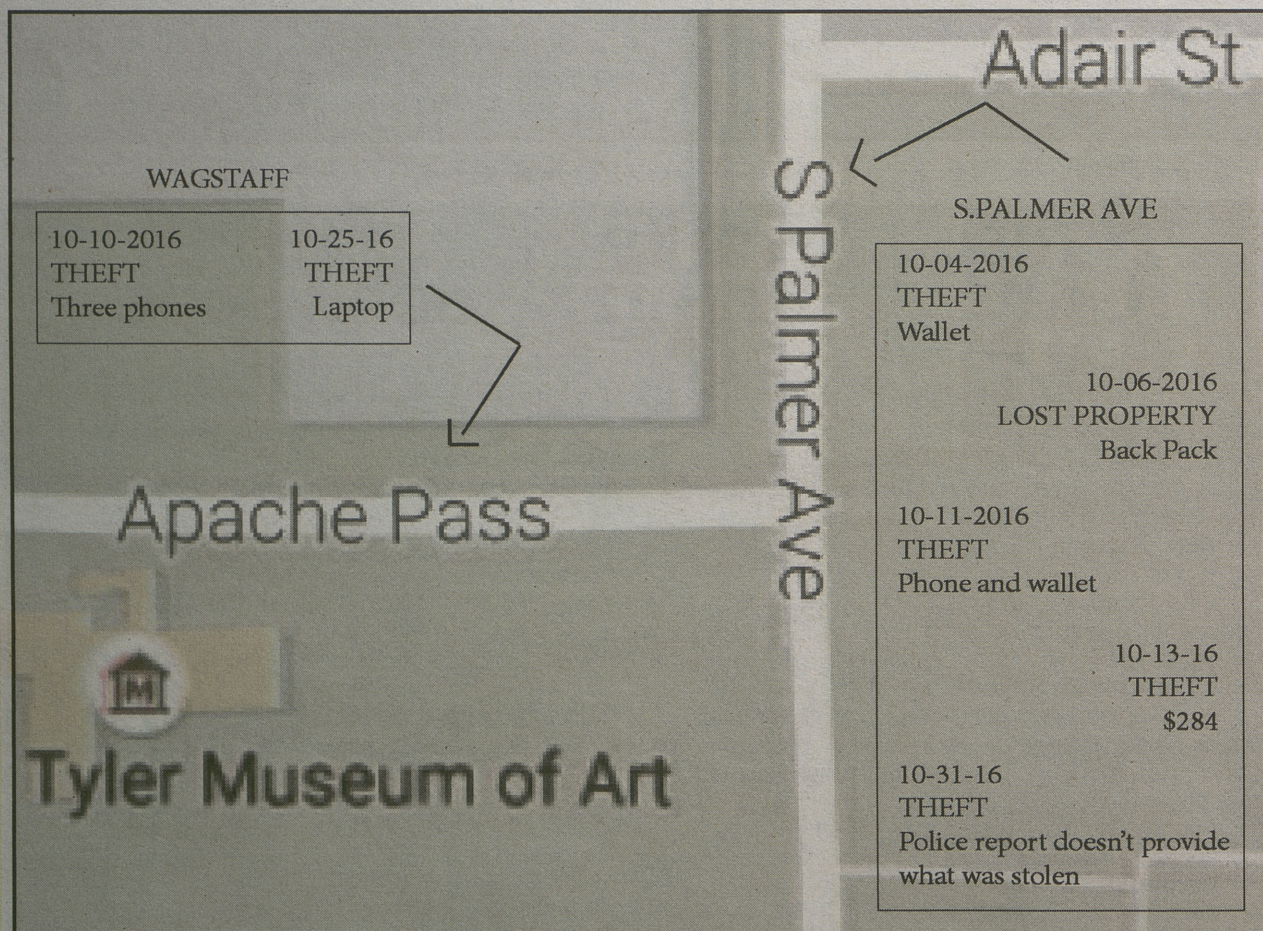 Adair St
WAGSTAFF
10-10-2016
THEFT
Three phones
10-25-16
THEFT
Laptop
S Palmer Ave
S.PALMER AVE
10-04-2016
THEFT
Wallet
10-06-2016
LOST PROPERTY
Back Pack
10-11-2016
THEFT
Phone and wallet
10-13-16
THEFT
$284
10-31-16
THEFT
Police report doesn't provide
what was stolen
Apache Pass
M
Tyler Museum of Art